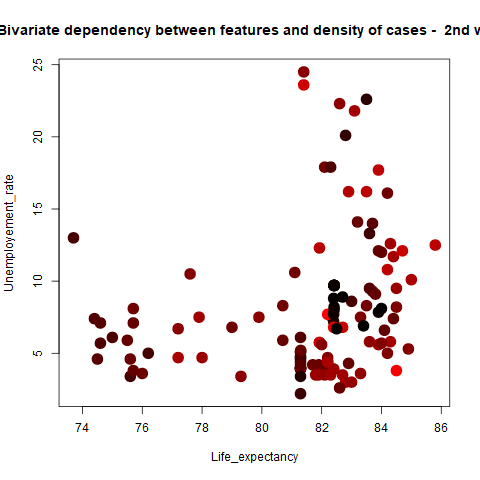 Bivariate dependency between features and density of cases - 2nd w
Unemployement_rate
25
20
15
10
5
74 76 78 80 82 84 86
Life_expectancy